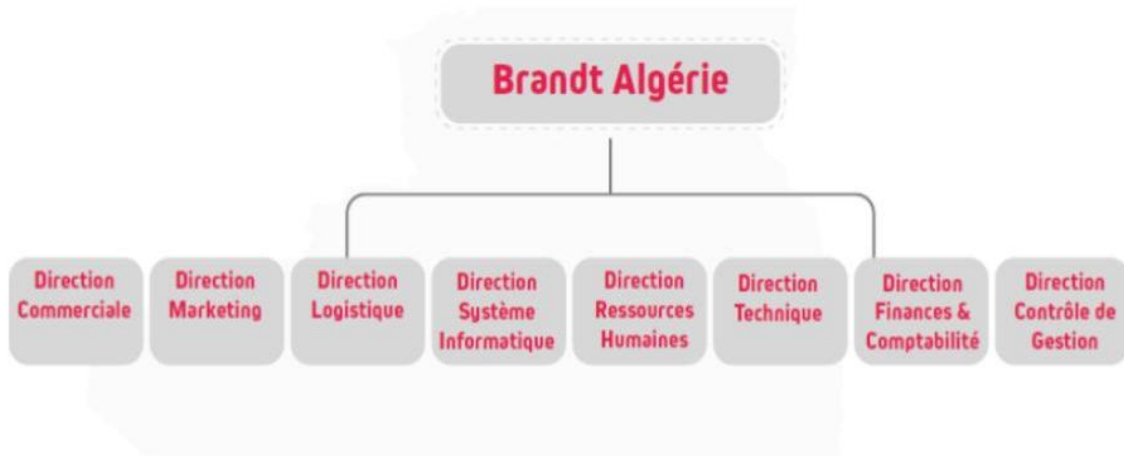 Brandt Algérie
Direction
Commerciale
Direction
Marketing
Direction
Logistique
Direction
Système
Informatique
Direction
Ressources
Humaines
Direction
Technique
Direction
Finances &
Comptabilité
Direction
Contrôle de
Gestion